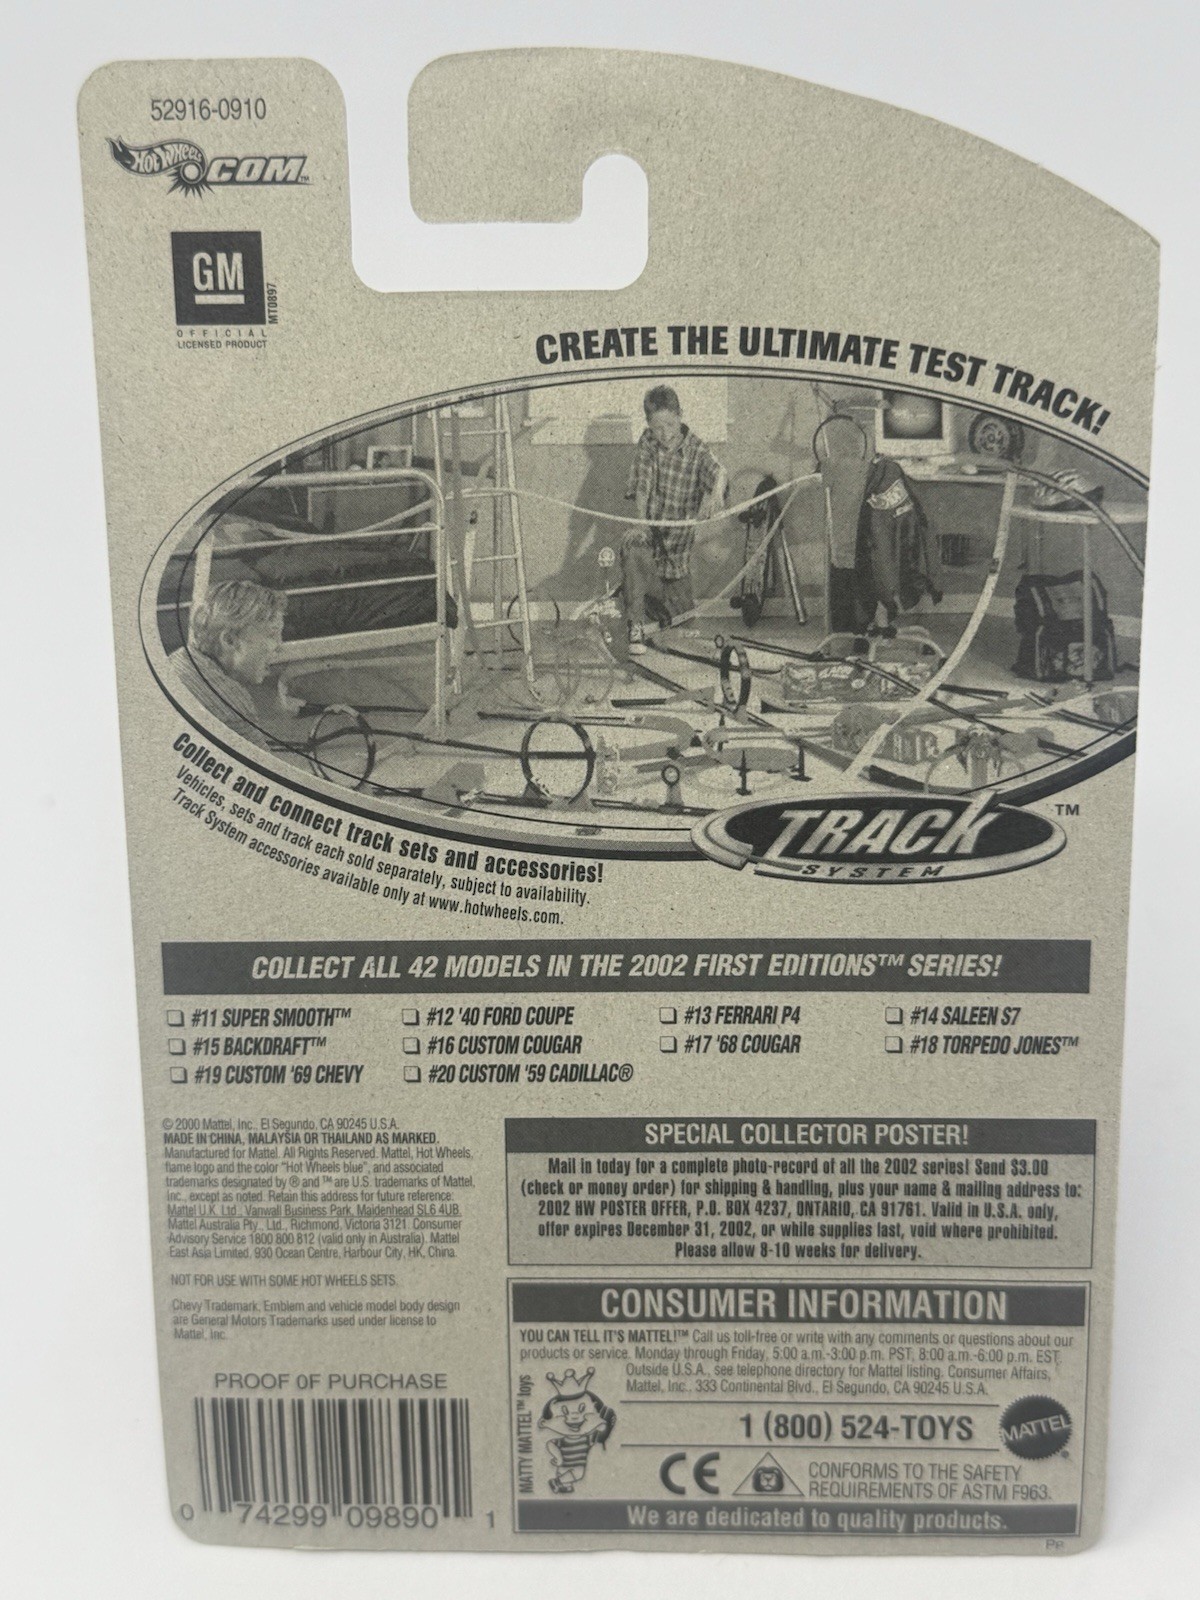 52916-0910
Hot Wheels.COM™
GM
MT0897
OFFICIAL
LICENSED PRODUCT
CREATE THE ULTIMATE TEST TRACK!
Collect and connect track sets and accessories!
Vehicles, sets and track each sold separately, subject to availability.
Track System accessories available only at www.hotwheels.com.
TRACK™
SYSTEM
COLLECT ALL 42 MODELS IN THE 2002 FIRST EDITIONS™ SERIES!
❏ #11 SUPER SMOOTH™ ❏ #12 '40 FORD COUPE ❏ #13 FERRARI P4 ❏ #14 SALEEN S7
❏ #15 BACKDRAFT™ ❏ #16 CUSTOM COUGAR ❏ #17 '68 COUGAR ❏ #18 TORPEDO JONES™
❏ #19 CUSTOM '69 CHEVY ❏ #20 CUSTOM '59 CADILLAC®
© 2000 Mattel, Inc., El Segundo, CA 90245 U.S.A.
MADE IN CHINA, MALAYSIA OR THAILAND AS MARKED.
Manufactured for Mattel. All Rights Reserved. Mattel, Hot Wheels,
flame logo and the color "Hot Wheels blue", and associated
trademarks designated by ® and ™ are U.S. trademarks of Mattel,
Inc., except as noted. Retain this address for future reference:
Mattel U.K. Ltd., Vanwall Business Park, Maidenhead SL6 4UB.
Mattel Australia Pty., Ltd., Richmond, Victoria 3121. Consumer
Advisory Service 1800 800 812 (valid only in Australia). Mattel
East Asia Limited, 930 Ocean Centre, Harbour City, HK, China.
NOT FOR USE WITH SOME HOT WHEELS SETS.
Chevy Trademark, Emblem and vehicle model body design
are General Motors Trademarks used under license to
Mattel, Inc.
PROOF OF PURCHASE
0 74299 09890 1
SPECIAL COLLECTOR POSTER!
Mail in today for a complete photo-record of all the 2002 series! Send $3.00
(check or money order) for shipping & handling, plus your name & mailing address to:
2002 HW POSTER OFFER, P.O. BOX 4237, ONTARIO, CA 91761. Valid in U.S.A. only,
offer expires December 31, 2002, or while supplies last, void where prohibited.
Please allow 8-10 weeks for delivery.
CONSUMER INFORMATION
YOU CAN TELL IT'S MATTEL!™ Call us toll-free or write with any comments or questions about our
products or service. Monday through Friday, 5:00 a.m.-3:00 p.m. PST, 8:00 a.m.-6:00 p.m. EST.
Outside U.S.A., see telephone directory for Mattel listing. Consumer Affairs,
Mattel, Inc., 333 Continental Blvd., El Segundo, CA 90245 U.S.A.
MATTY MATTEL™ toys
1 (800) 524-TOYS
MATTEL®
CE
CONFORMS TO THE SAFETY
REQUIREMENTS OF ASTM F963.
We are dedicated to quality products.
PP